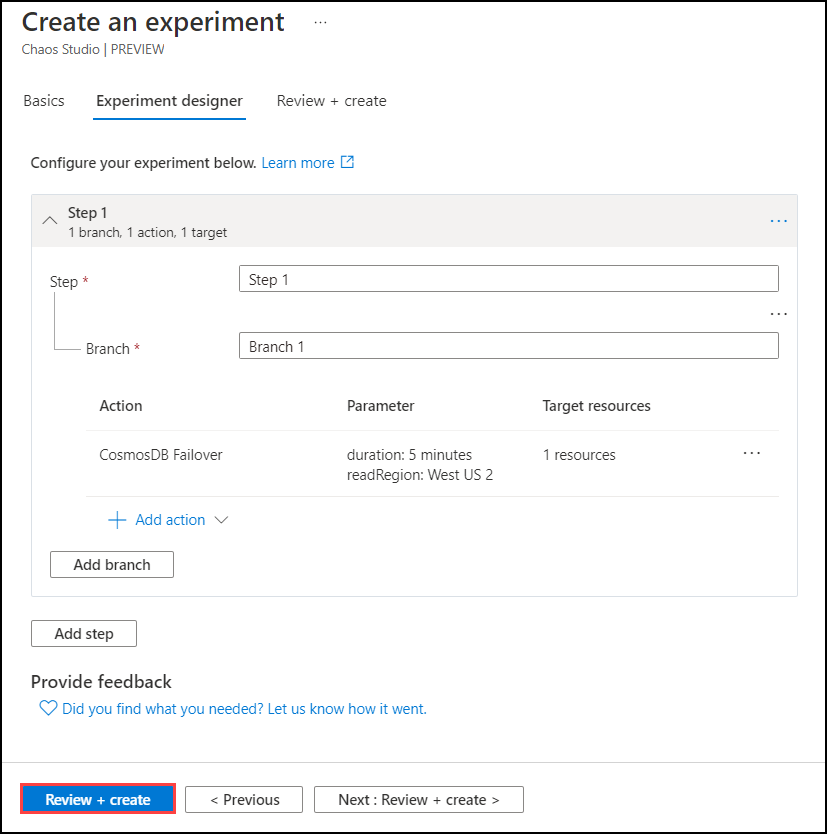 Create an experiment ...
Chaos Studio | PREVIEW
Basics Experiment designer Review + create
Configure your experiment below. Learn more
Step 1
1 branch, 1 action, 1 target
...
Step * Step 1
...
Branch * Branch 1
Action Parameter Target resources
CosmosDB Failover duration: 5 minutes 1 resources ...
readRegion: West US 2
Add action
Add branch
Add step
Provide feedback
Did you find what you needed? Let us know how it went.
Review + create < Previous Next : Review + create >